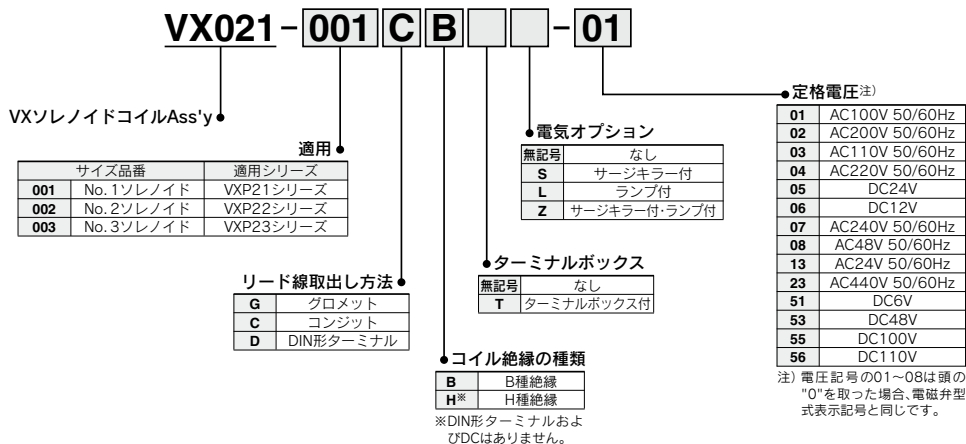 VX021-001 C B - 01
VXソレノイドコイルAss'y
適用
サイズ品番 適用シリーズ
001 No.1ソレノイド VXP21シリーズ
002 No.2ソレノイド VXP22シリーズ
003 No.3ソレノイド VXP23シリーズ
リード線取出し方法
G グロメット
C コンジット
D DIN形ターミナル
コイル絶縁の種類
B B種絶縁
H※ H種絶縁
※DIN形ターミナルおよ
びDCはありません。
ターミナルボックス
無記号 なし
T ターミナルボックス付
電気オプション
無記号 なし
S サージキラー付
L ランプ付
Z サージキラー付・ランプ付
定格電圧注)
01 AC100V 50/60Hz
02 AC200V 50/60Hz
03 AC110V 50/60Hz
04 AC220V 50/60Hz
05 DC24V
06 DC12V
07 AC240V 50/60Hz
08 AC48V 50/60Hz
13 AC24V 50/60Hz
23 AC440V 50/60Hz
51 DC6V
53 DC48V
55 DC100V
56 DC110V
注) 電圧記号の01〜08は頭の
"0"を取った場合、電磁弁型
式表示記号と同じです。